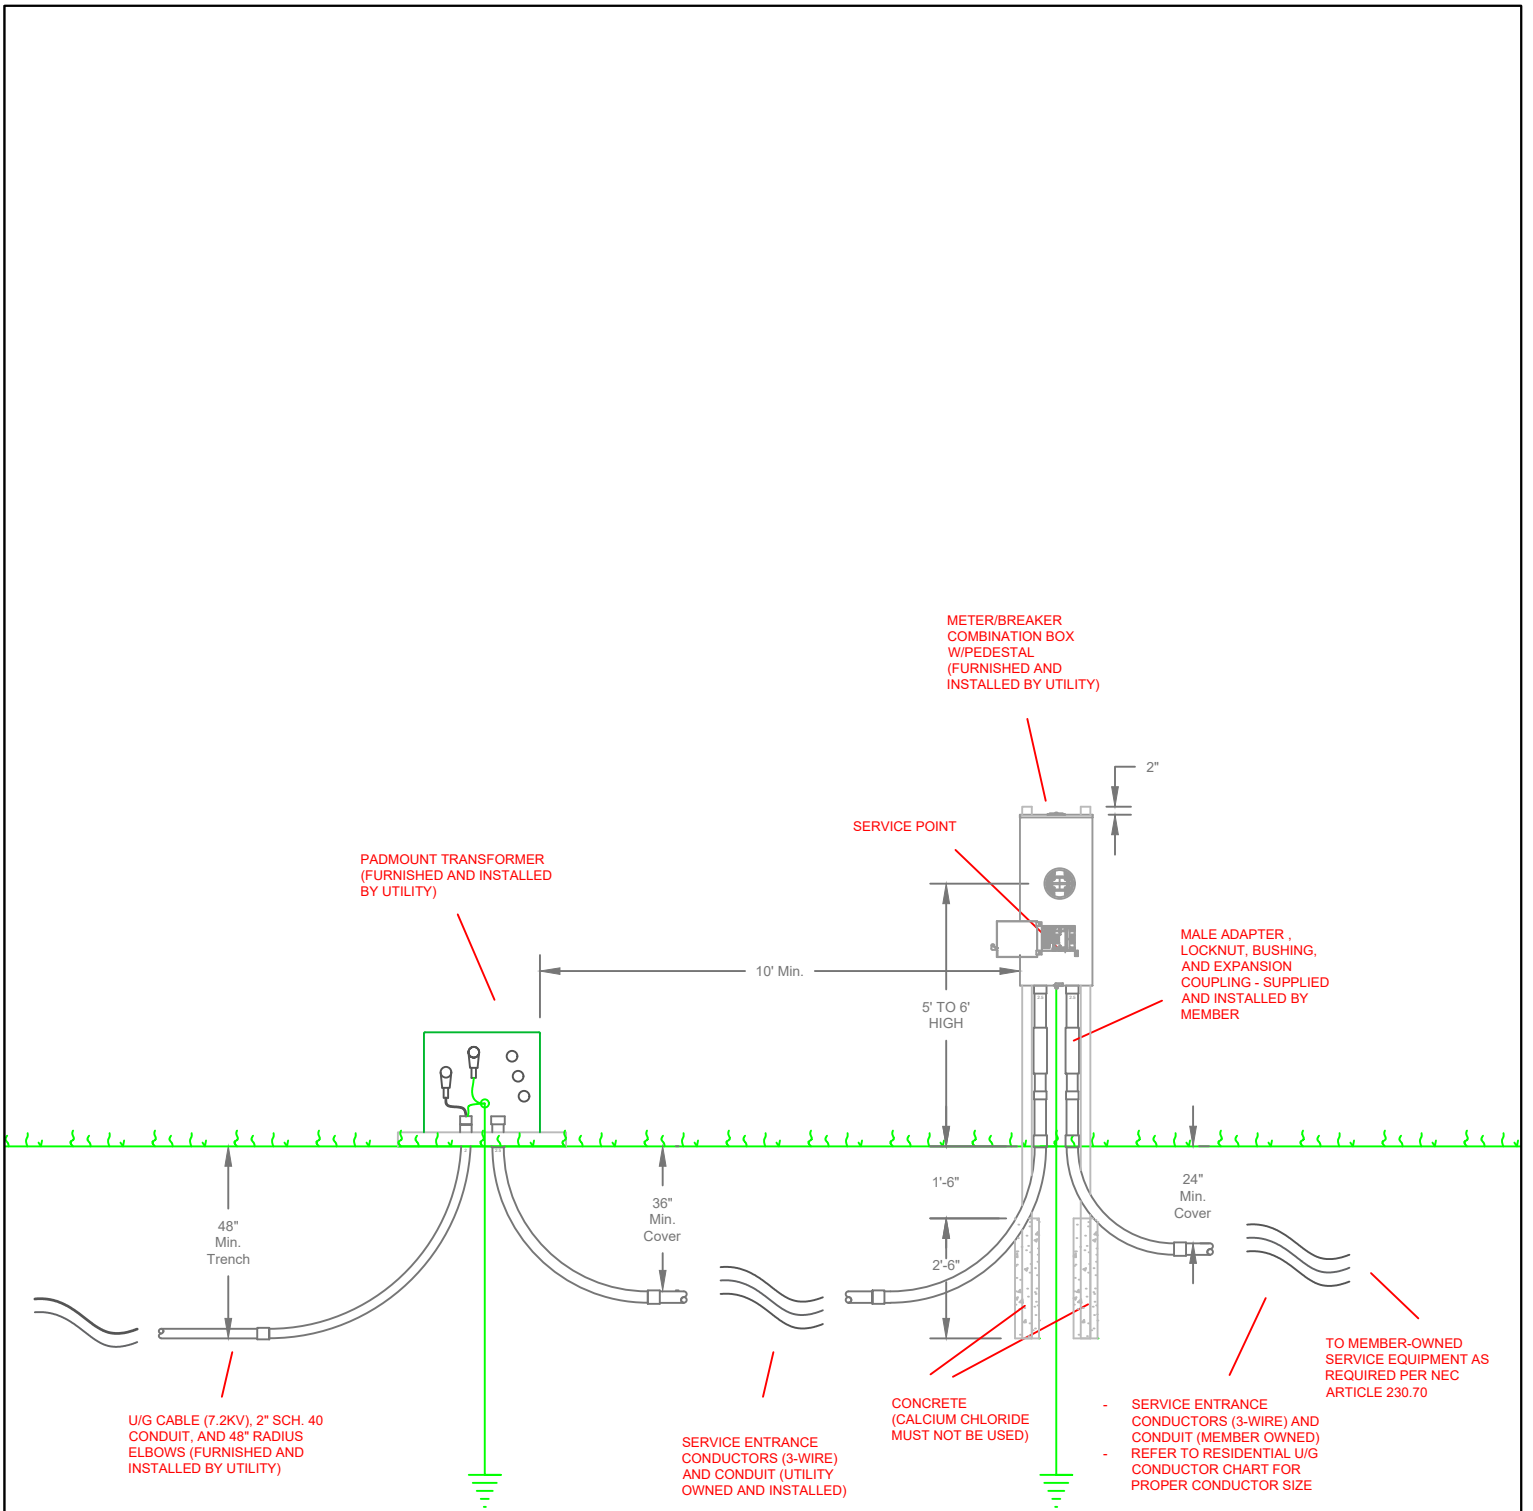 METER/BREAKER
COMBINATION BOX
W/PEDESTAL
(FURNISHED AND
INSTALLED BY UTILITY)
2"
SERVICE POINT
PADMOUNT TRANSFORMER
(FURNISHED AND INSTALLED
BY UTILITY)
MALE ADAPTER ,
LOCKNUT, BUSHING,
AND EXPANSION
COUPLING - SUPPLIED
AND INSTALLED BY
MEMBER
10' Min.
5' TO 6'
HIGH
48"
Min.
Trench
36"
Min.
Cover
1'-6"
2'-6"
24"
Min.
Cover
TO MEMBER-OWNED
SERVICE EQUIPMENT AS
REQUIRED PER NEC
ARTICLE 230.70
U/G CABLE (7.2KV), 2" SCH. 40
CONDUIT, AND 48" RADIUS
ELBOWS (FURNISHED AND
INSTALLED BY UTILITY)
SERVICE ENTRANCE
CONDUCTORS (3-WIRE)
AND CONDUIT (UTILITY
OWNED AND INSTALLED)
CONCRETE
(CALCIUM CHLORIDE
MUST NOT BE USED)
- SERVICE ENTRANCE
CONDUCTORS (3-WIRE) AND
CONDUIT (MEMBER OWNED)
- REFER TO RESIDENTIAL U/G
CONDUCTOR CHART FOR
PROPER CONDUCTOR SIZE